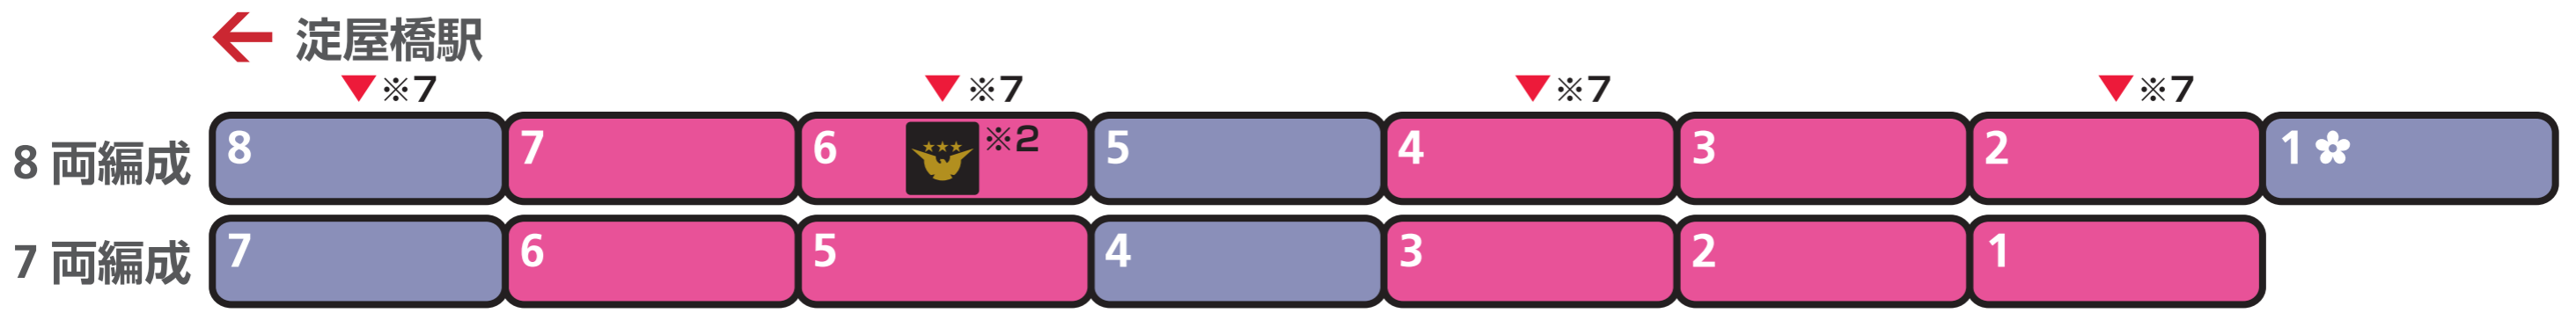 ← 淀屋橋駅
▼※7 ▼※7 ▼※7 ▼※7
8 両編成 8 7 6 ※2 5 4 3 2 1
7 両編成 7 6 5 4 3 2 1